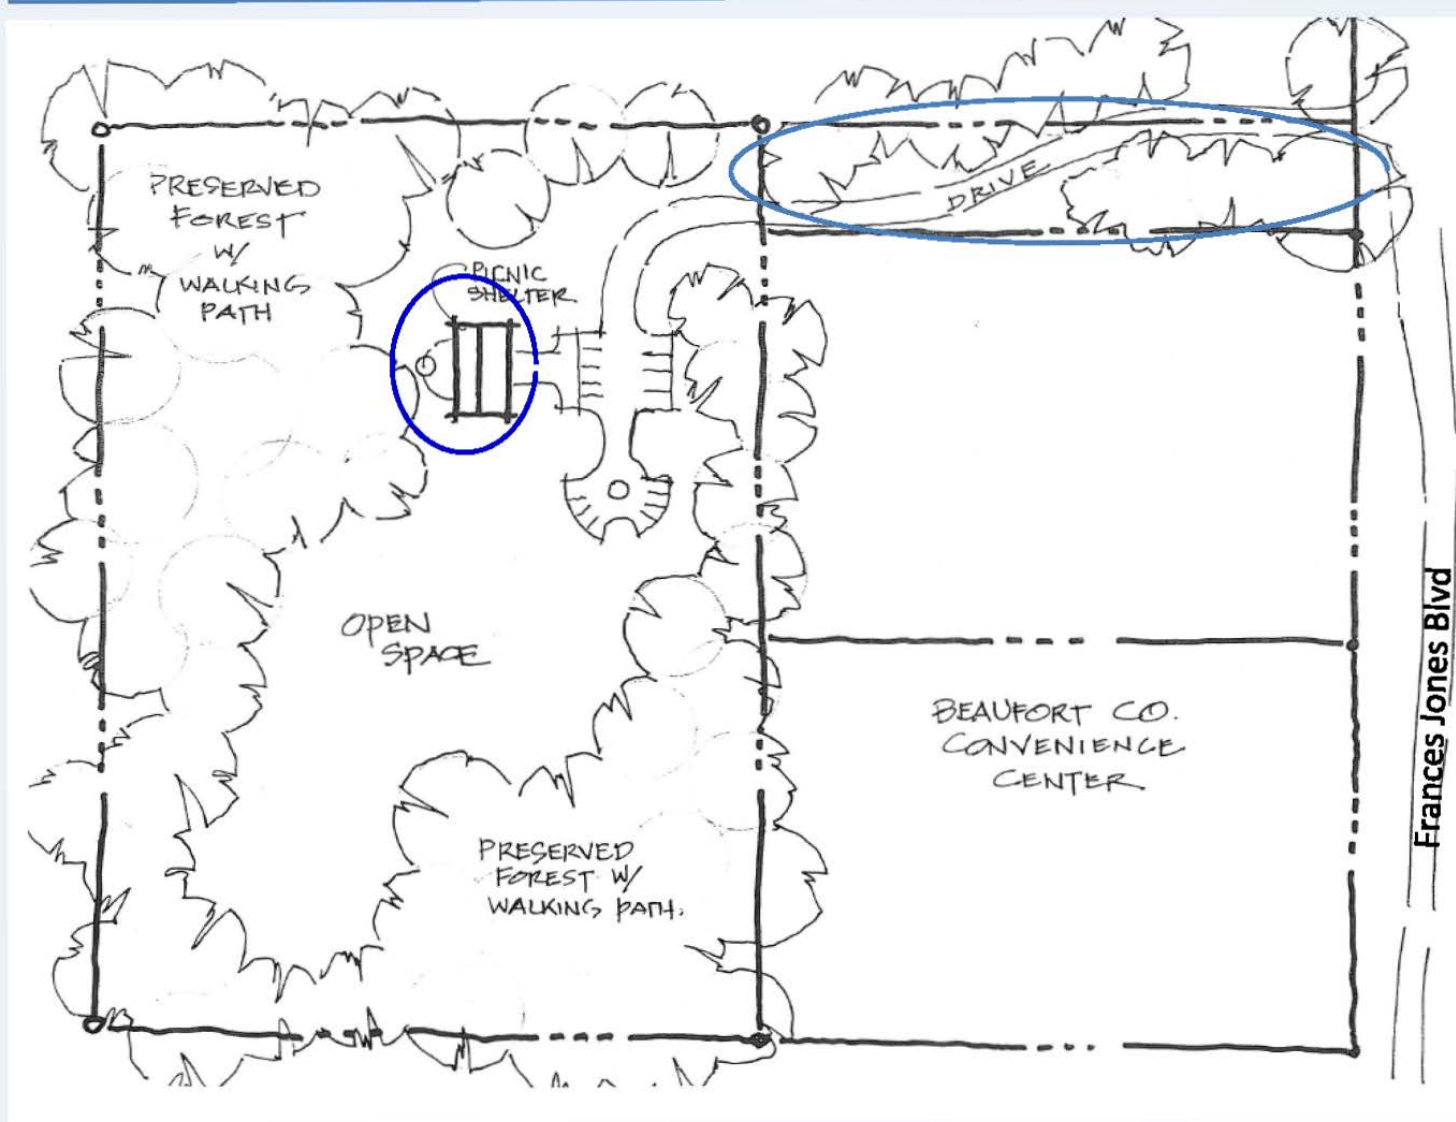 PRESERVED
FOREST
W/
WALKING
PATH
PICNIC
SHELTER
DRIVE
OPEN
SPACE
BEAUFORT CO.
CONVENIENCE
CENTER
PRESERVED
FOREST W/
WALKING PATH.
Frances Jones Blvd